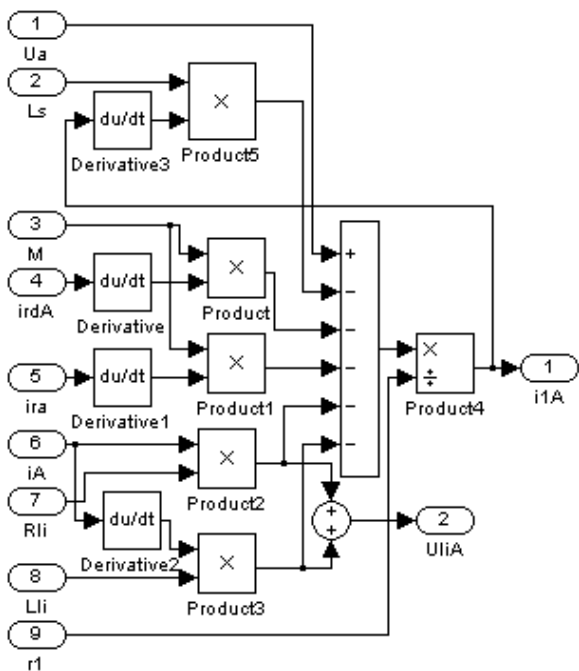 1
Ua
2
Ls
du/dt
Derivative3
×
Product5
3
M
4
irdA
du/dt
Derivative
×
Product
5
ira
du/dt
Derivative1
×
Product1
6
iA
7
Rli
×
Product2
du/dt
Derivative2
8
Lli
×
Product3
9
r1
+
−
−
−
−
−
×
÷
Product4
1
i1A
+
+
2
UliA